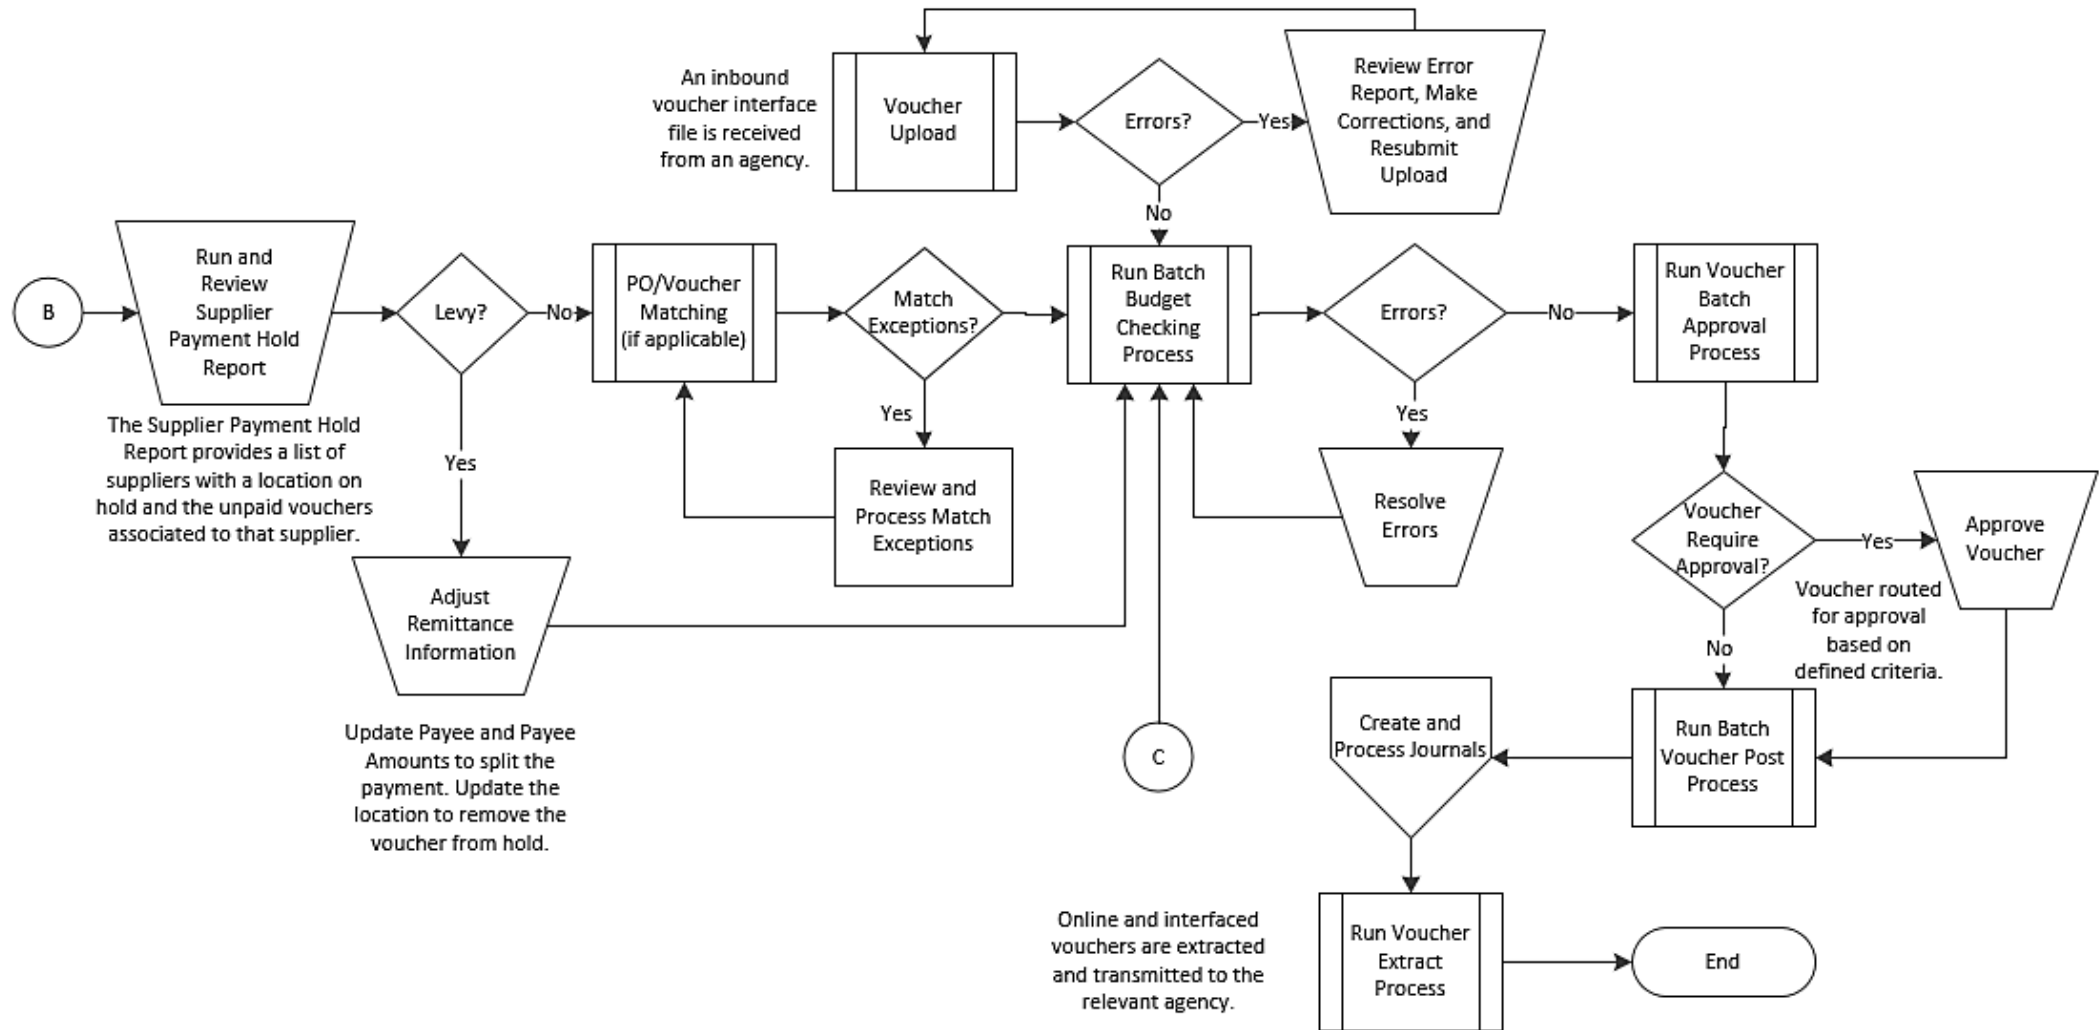 An inbound
voucher interface
file is received
from an agency.
Voucher
Upload
Errors?
Yes
Review Error
Report, Make
Corrections, and
Resubmit
Upload
No
B
Run and
Review
Supplier
Payment Hold
Report
Levy?
No
PO/Voucher
Matching
(if applicable)
Match
Exceptions?
Run Batch
Budget
Checking
Process
Errors?
No
Run Voucher
Batch
Approval
Process
The Supplier Payment Hold
Report provides a list of
suppliers with a location on
hold and the unpaid vouchers
associated to that supplier.
Yes
Yes
Review and
Process Match
Exceptions
Yes
Resolve
Errors
Voucher
Require
Approval?
Yes
Approve
Voucher
Voucher routed
for approval
based on
defined criteria.
No
Adjust
Remittance
Information
Update Payee and Payee
Amounts to split the
payment. Update the
location to remove the
voucher from hold.
C
Create and
Process Journals
Run Batch
Voucher Post
Process
Online and interfaced
vouchers are extracted
and transmitted to the
relevant agency.
Run Voucher
Extract
Process
End